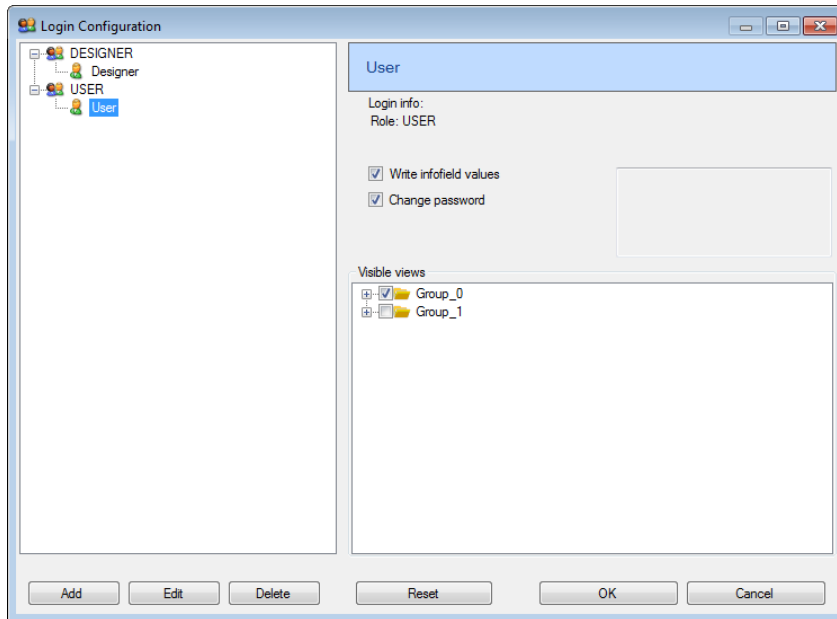 Login Configuration
DESIGNER
Designer
USER
User
User
Login info:
Role: USER
Write infofield values
Change password
Visible views
Group_0
Group_1
Add Edit Delete Reset OK Cancel